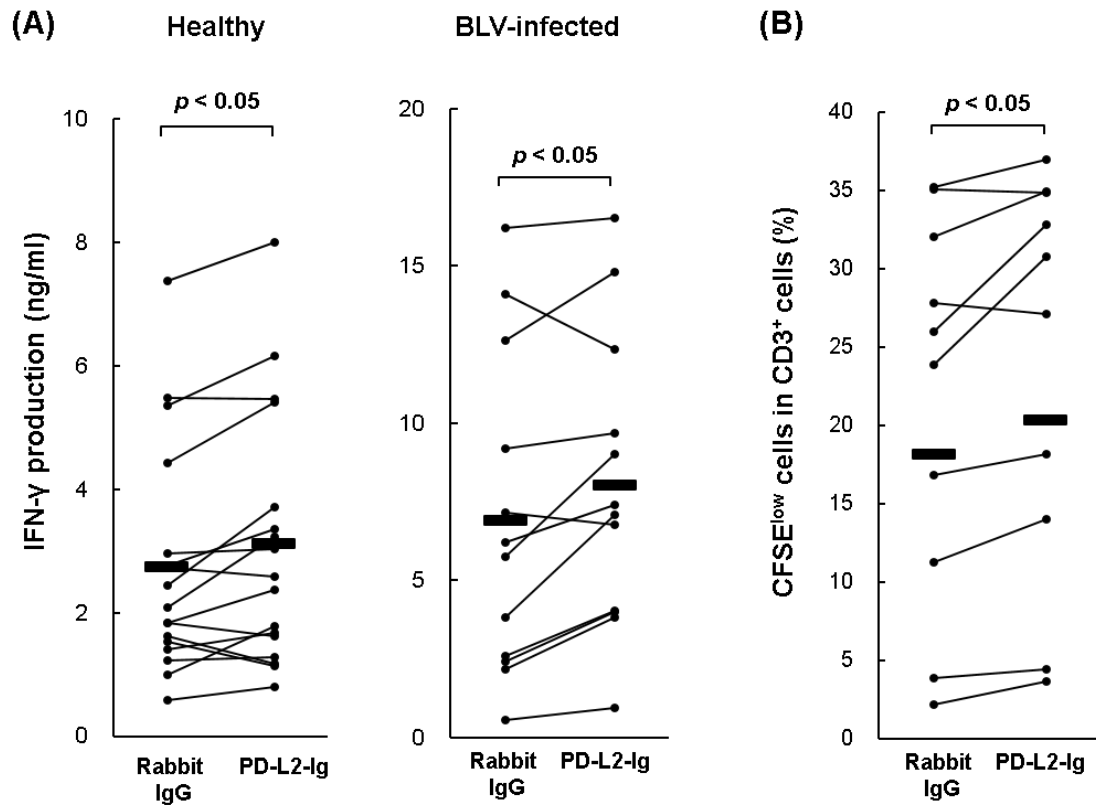 (A)
Healthy
BLV-infected
(B)
IFN-γ production (ng/ml)
p < 0.05
10
8
6
4
2
0
Rabbit
IgG
PD-L2-Ig
p < 0.05
20
15
10
5
0
Rabbit
IgG
PD-L2-Ig
CFSElow cells in CD3+ cells (%)
p < 0.05
40
35
30
25
20
15
10
5
0
Rabbit
IgG
PD-L2-Ig